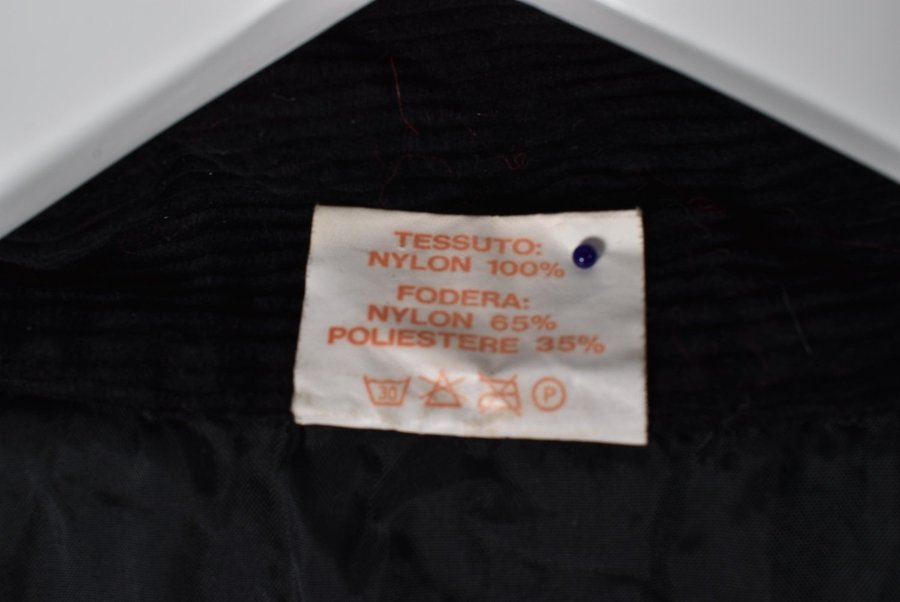 TESSUTO:
NYLON 100%
FODERA:
NYLON 65%
POLIESTERE 35%
30 P